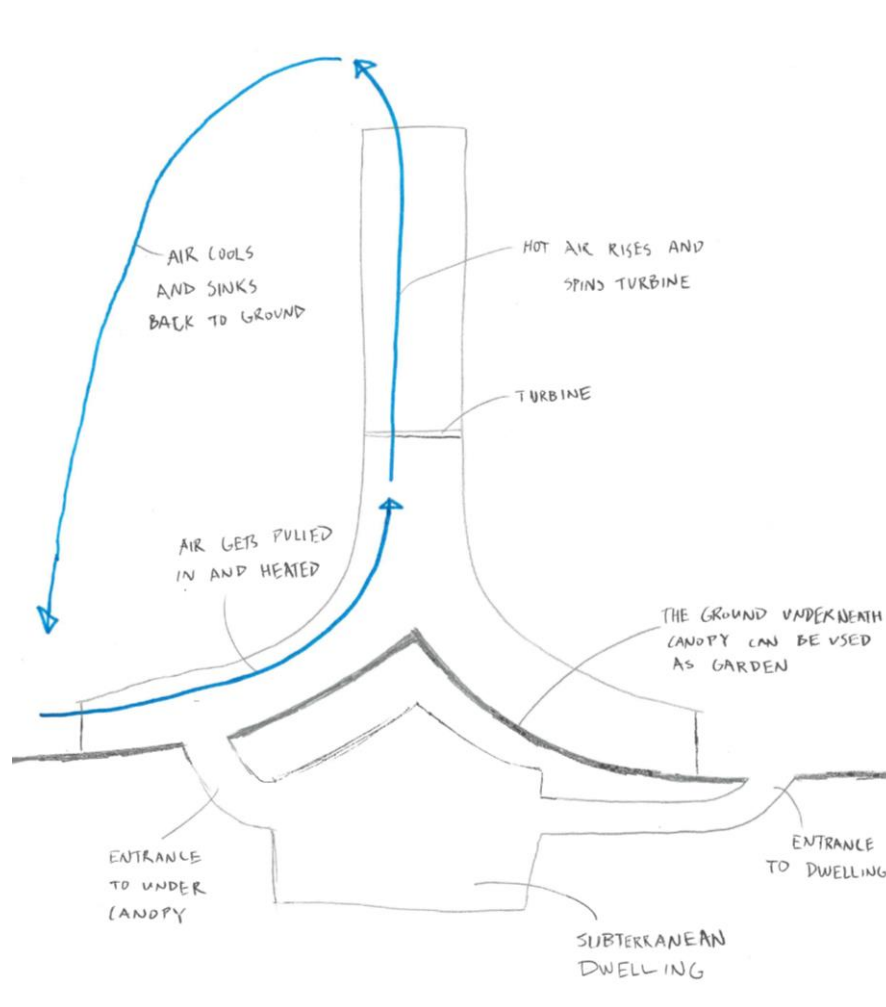 AIR COOLS
AND SINKS
BACK TO GROUND
HOT AIR RISES AND
SPINS TURBINE
TURBINE
AIR GETS PULLED
IN AND HEATED
THE GROUND UNDERNEATH
CANOPY CAN BE USED
AS GARDEN
ENTRANCE
TO UNDER
CANOPY
ENTRANCE
TO DWELLING
SUBTERRANEAN
DWELLING